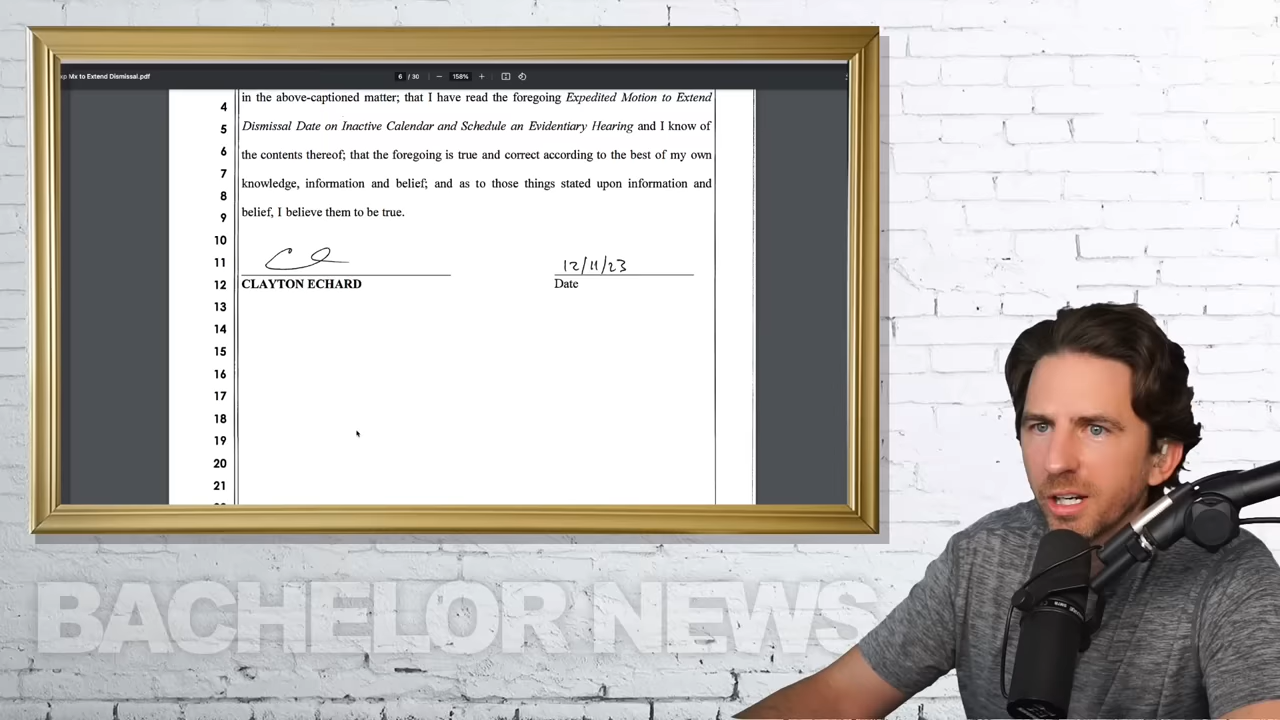 xp Mx to Extend Dismissal.pdf
6 / 30
158%
4 in the above-captioned matter; that I have read the foregoing Expedited Motion to Extend
5 Dismissal Date on Inactive Calendar and Schedule an Evidentiary Hearing and I know of
6 the contents thereof; that the foregoing is true and correct according to the best of my own
7 knowledge, information and belief; and as to those things stated upon information and
8
9 belief, I believe them to be true.
10
11 12/11/23
12 CLAYTON ECHARD Date
13
14
15
16
17
18
19
20
21
BACHELOR NEWS